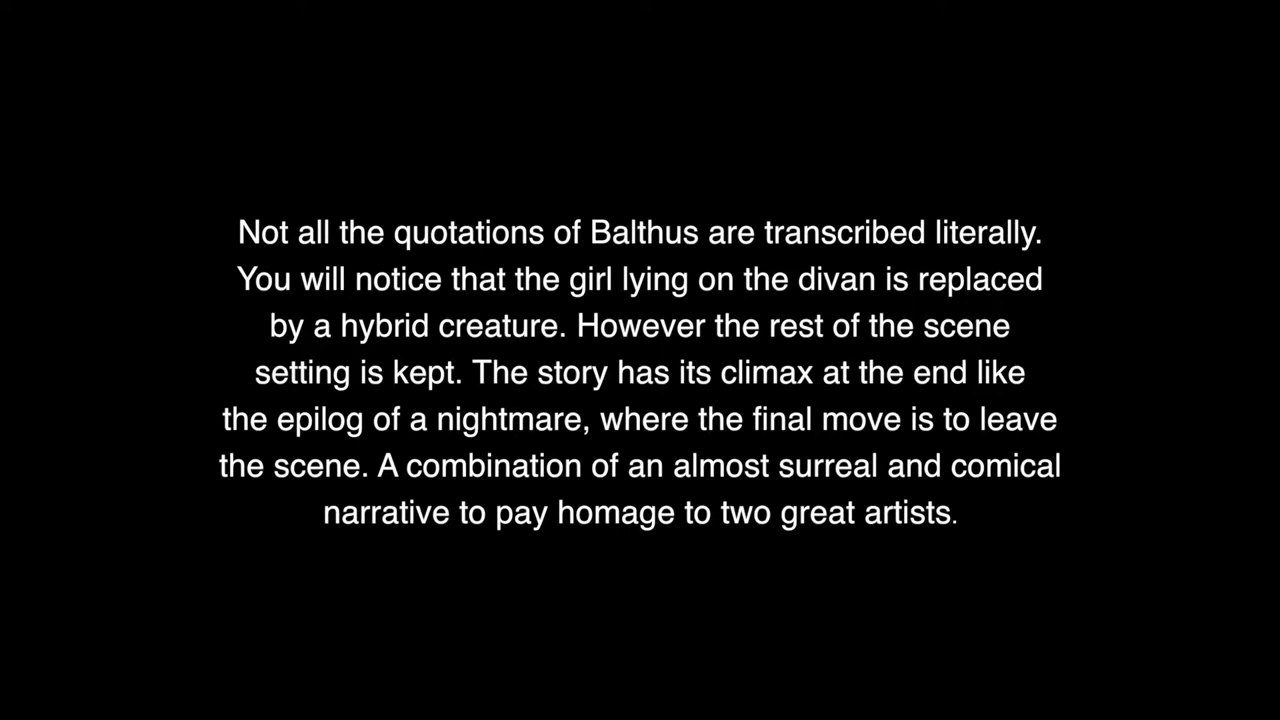 Not all the quotations of Balthus are transcribed literally.
You will notice that the girl lying on the divan is replaced
by a hybrid creature. However the rest of the scene
setting is kept. The story has its climax at the end like
the epilog of a nightmare, where the final move is to leave
the scene. A combination of an almost surreal and comical
narrative to pay homage to two great artists.